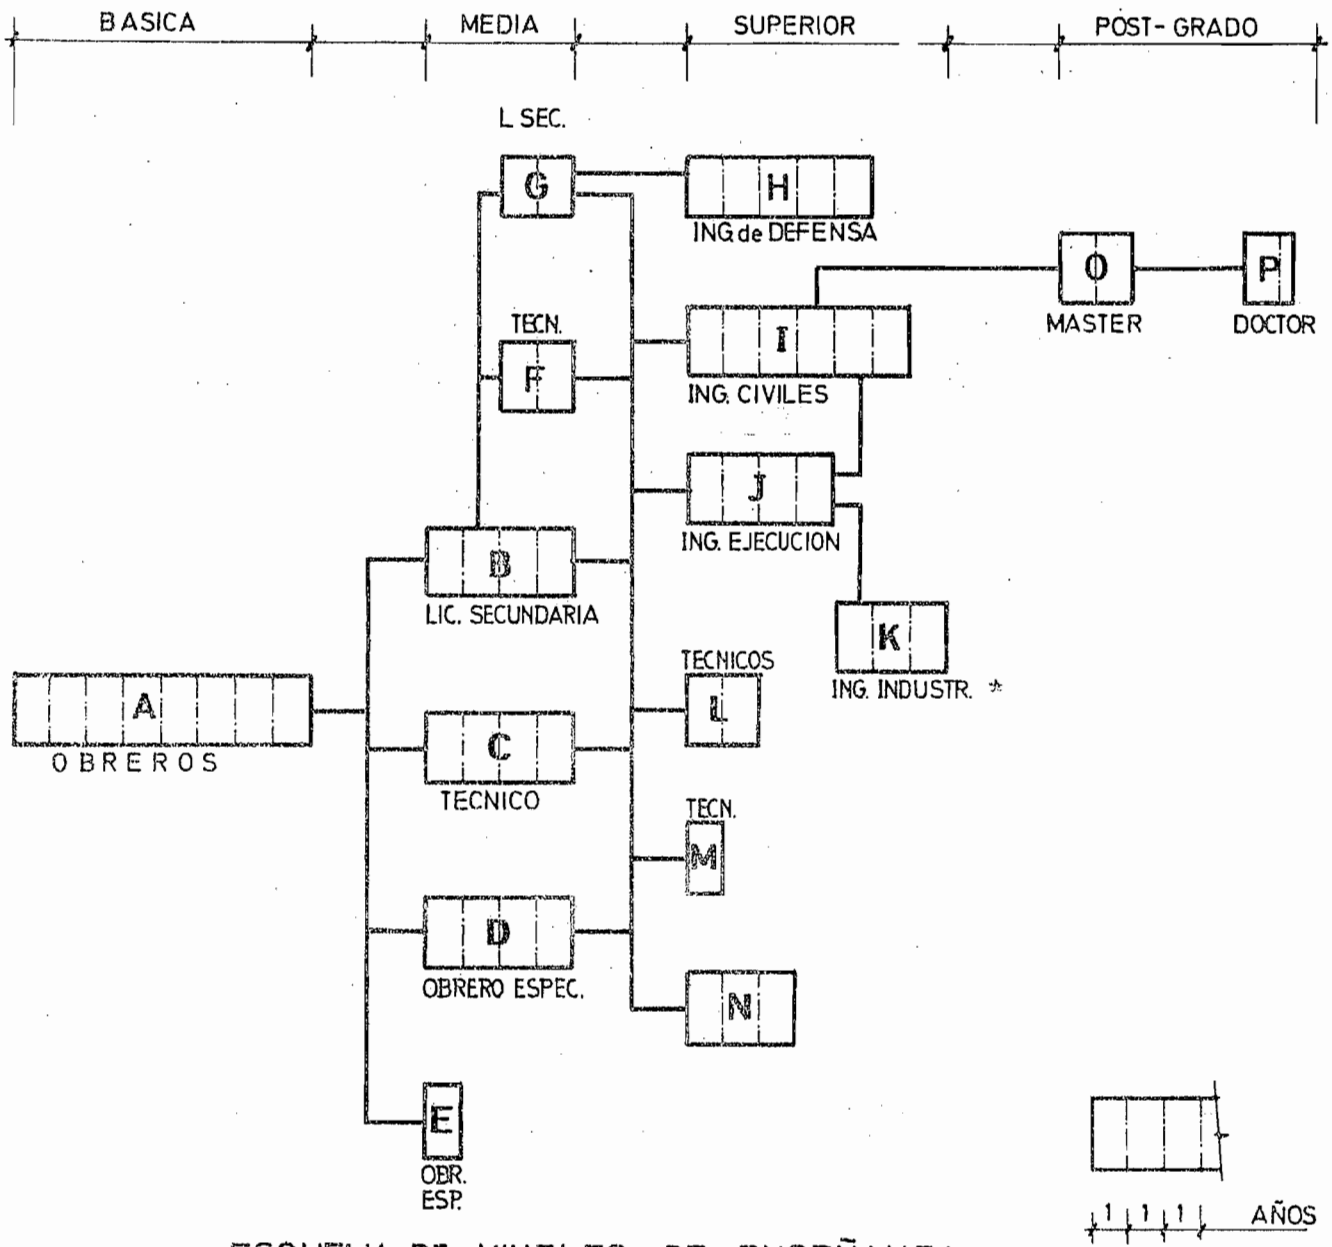 BASICA
MEDIA
SUPERIOR
POST-GRADO
L SEC.
G
H
ING de DEFENSA
O
MASTER
P
DOCTOR
TECN.
F
I
ING. CIVILES
J
ING. EJECUCION
B
LIC. SECUNDARIA
K
ING. INDUSTR. *
A
OBREROS
TECNICOS
L
C
TECNICO
TECN.
M
D
OBRERO ESPEC.
N
E
OBR.
ESP.
1 1 1 AÑOS